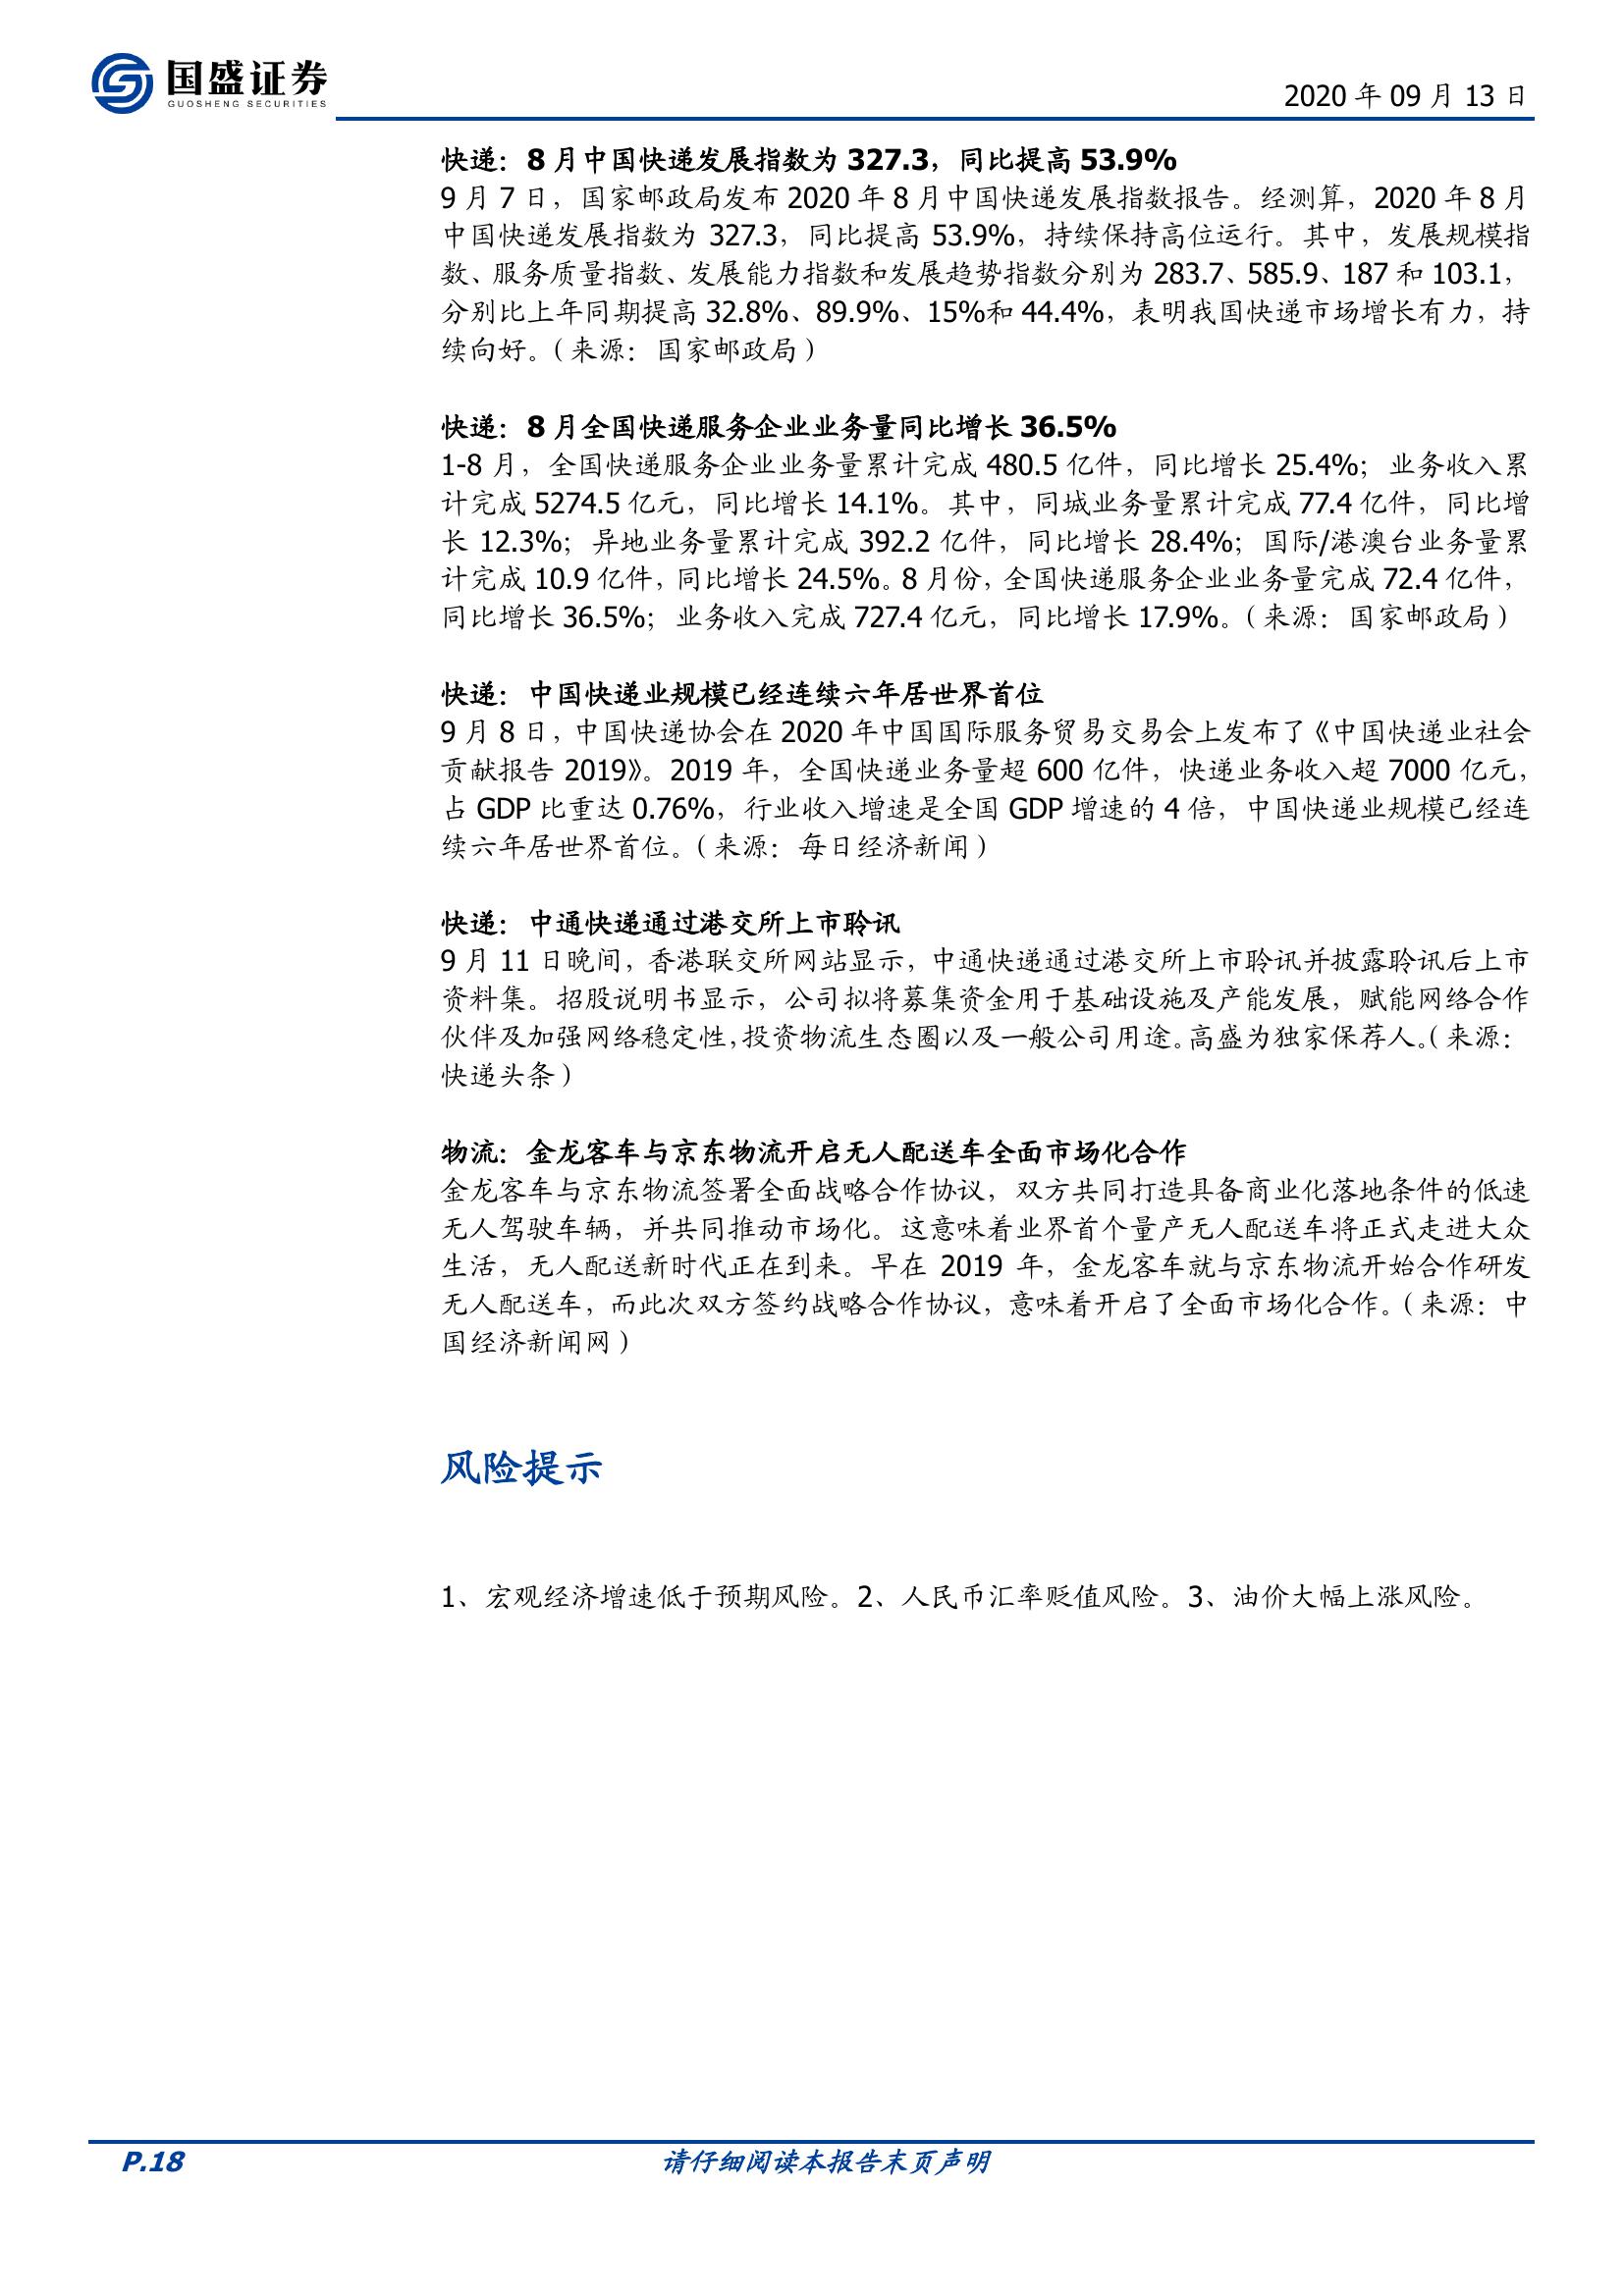 国盛证券
GUOSHENG SECURITIES
2020 年 09 月 13 日
快递：8 月中国快递发展指数为 327.3，同比提高 53.9%
9 月 7 日，国家邮政局发布 2020 年 8 月中国快递发展指数报告。经测算，2020 年 8 月
中国快递发展指数为 327.3，同比提高 53.9%，持续保持高位运行。其中，发展规模指
数、服务质量指数、发展能力指数和发展趋势指数分别为 283.7、585.9、187 和 103.1，
分别比上年同期提高 32.8%、89.9%、15%和 44.4%，表明我国快递市场增长有力，持
续向好。（来源：国家邮政局）
快递：8 月全国快递服务企业业务量同比增长 36.5%
1-8 月，全国快递服务企业业务量累计完成 480.5 亿件，同比增长 25.4%；业务收入累
计完成 5274.5 亿元，同比增长 14.1%。其中，同城业务量累计完成 77.4 亿件，同比增
长 12.3%；异地业务量累计完成 392.2 亿件，同比增长 28.4%；国际/港澳台业务量累
计完成 10.9 亿件，同比增长 24.5%。8 月份，全国快递服务企业业务量完成 72.4 亿件，
同比增长 36.5%；业务收入完成 727.4 亿元，同比增长 17.9%。（来源：国家邮政局）
快递：中国快递业规模已经连续六年居世界首位
9 月 8 日，中国快递协会在 2020 年中国国际服务贸易交易会上发布了《中国快递业社会
贡献报告 2019》。2019 年，全国快递业务量超 600 亿件，快递业务收入超 7000 亿元，
占 GDP 比重达 0.76%，行业收入增速是全国 GDP 增速的 4 倍，中国快递业规模已经连
续六年居世界首位。（来源：每日经济新闻）
快递：中通快递通过港交所上市聆讯
9 月 11 日晚间，香港联交所网站显示，中通快递通过港交所上市聆讯并披露聆讯后上市
资料集。招股说明书显示，公司拟将募集资金用于基础设施及产能发展，赋能网络合作
伙伴及加强网络稳定性，投资物流生态圈以及一般公司用途。高盛为独家保荐人。（来源：
快递头条）
物流：金龙客车与京东物流开启无人配送车全面市场化合作
金龙客车与京东物流签署全面战略合作协议，双方共同打造具备商业化落地条件的低速
无人驾驶车辆，并共同推动市场化。这意味着业界首个量产无人配送车将正式走进大众
生活，无人配送新时代正在到来。早在 2019 年，金龙客车就与京东物流开始合作研发
无人配送车，而此次双方签约战略合作协议，意味着开启了全面市场化合作。（来源：中
国经济新闻网）
风险提示
1、宏观经济增速低于预期风险。2、人民币汇率贬值风险。3、油价大幅上涨风险。
P.18
请仔细阅读本报告末页声明